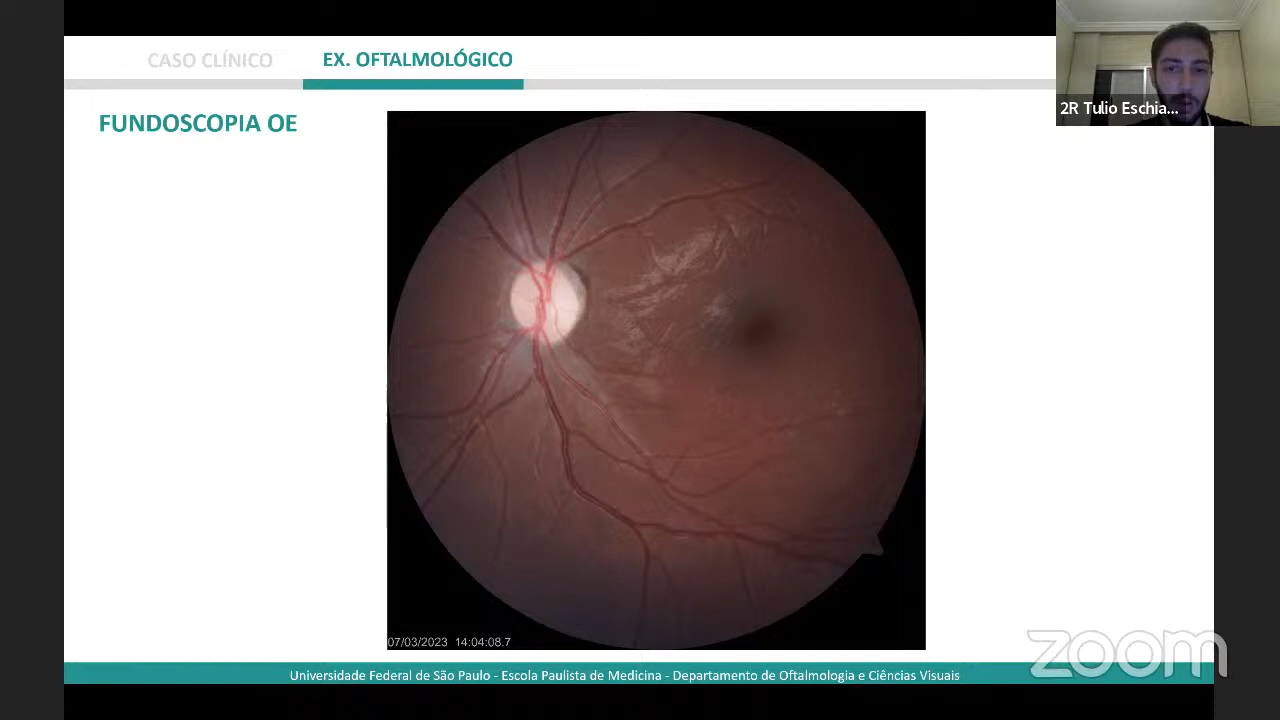 CASO CLÍNICO
EX. OFTALMOLÓGICO
2R Tulio Eschia...
FUNDOSCOPIA OE
07/03/2023 14:04:08.7
zoom
Universidade Federal de São Paulo - Escola Paulista de Medicina - Departamento de Oftalmologia e Ciências Visuais